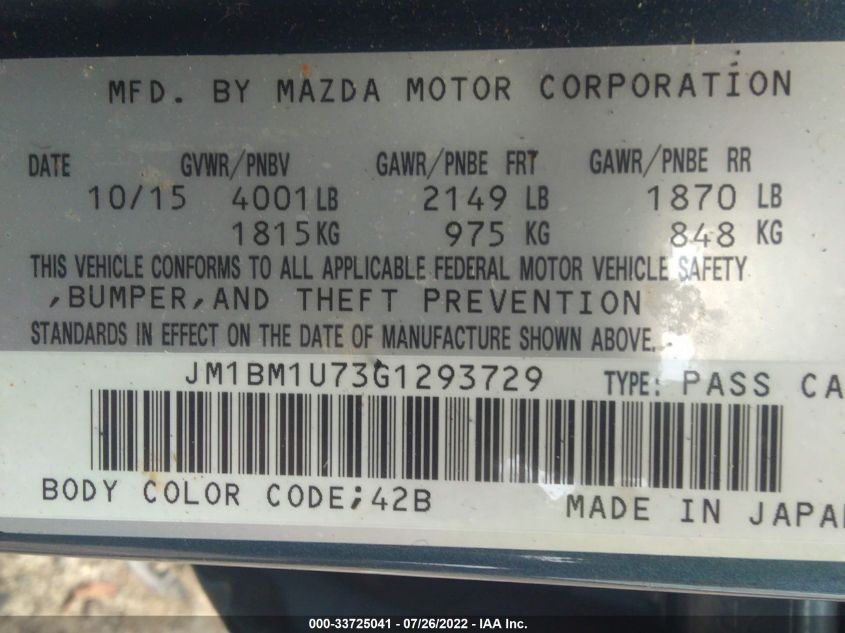 MFD. BY MAZDA MOTOR CORPORATION
DATE GVWR/PNBV GAWR/PNBE FRT GAWR/PNBE RR
10/15 4001 LB 2149 LB 1870 LB
1815 KG 975 KG 848 KG
THIS VEHICLE CONFORMS TO ALL APPLICABLE FEDERAL MOTOR VEHICLE SAFETY
,BUMPER,AND THEFT PREVENTION
STANDARDS IN EFFECT ON THE DATE OF MANUFACTURE SHOWN ABOVE.
JM1BM1U73G1293729 TYPE: PASS CA
BODY COLOR CODE;42B
MADE IN JAPA
000-33725041 - 07/26/2022 - IAA Inc.